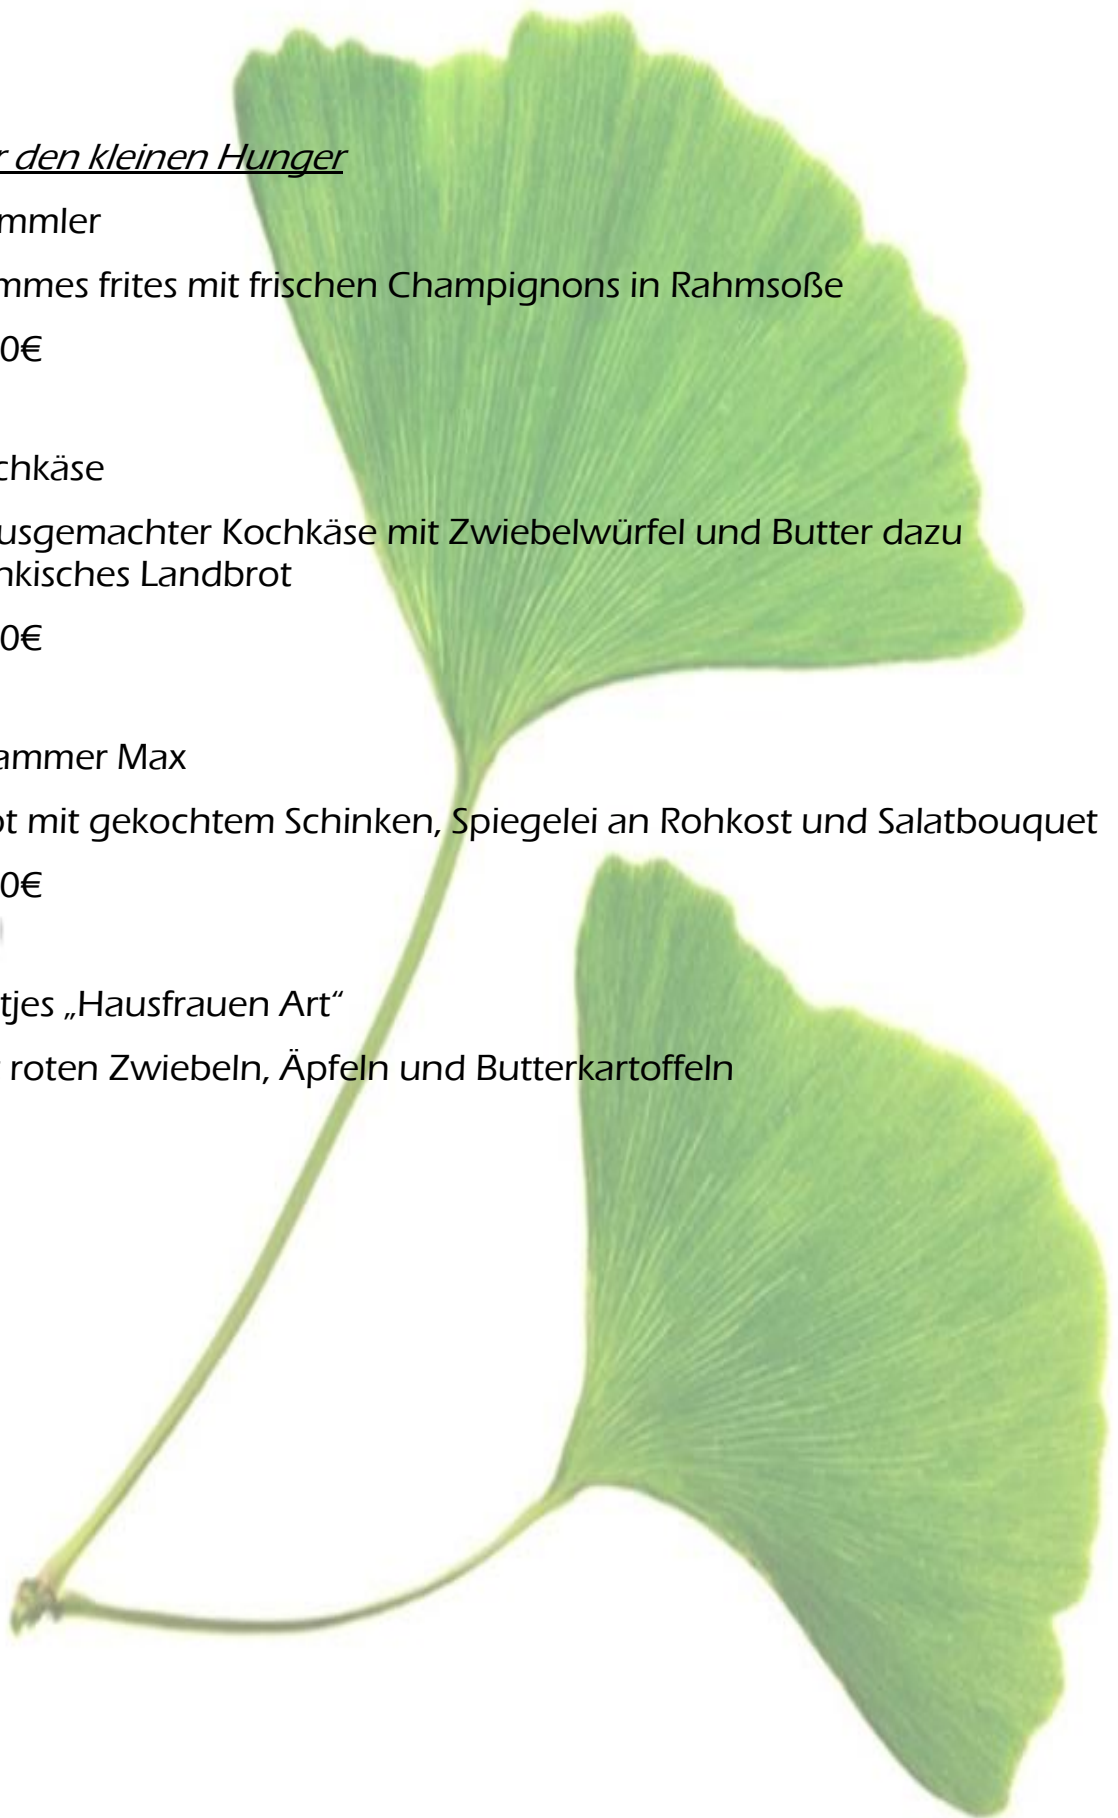 r den kleinen Hunger
mmler
mmes frites mit frischen Champignons in Rahmsoße
0€
chkäse
usgemachter Kochkäse mit Zwiebelwürfel und Butter dazu
nkisches Landbrot
0€
ammer Max
ot mit gekochtem Schinken, Spiegelei an Rohkost und Salatbouquet
0€
tjes „Hausfrauen Art“
t roten Zwiebeln, Äpfeln und Butterkartoffeln